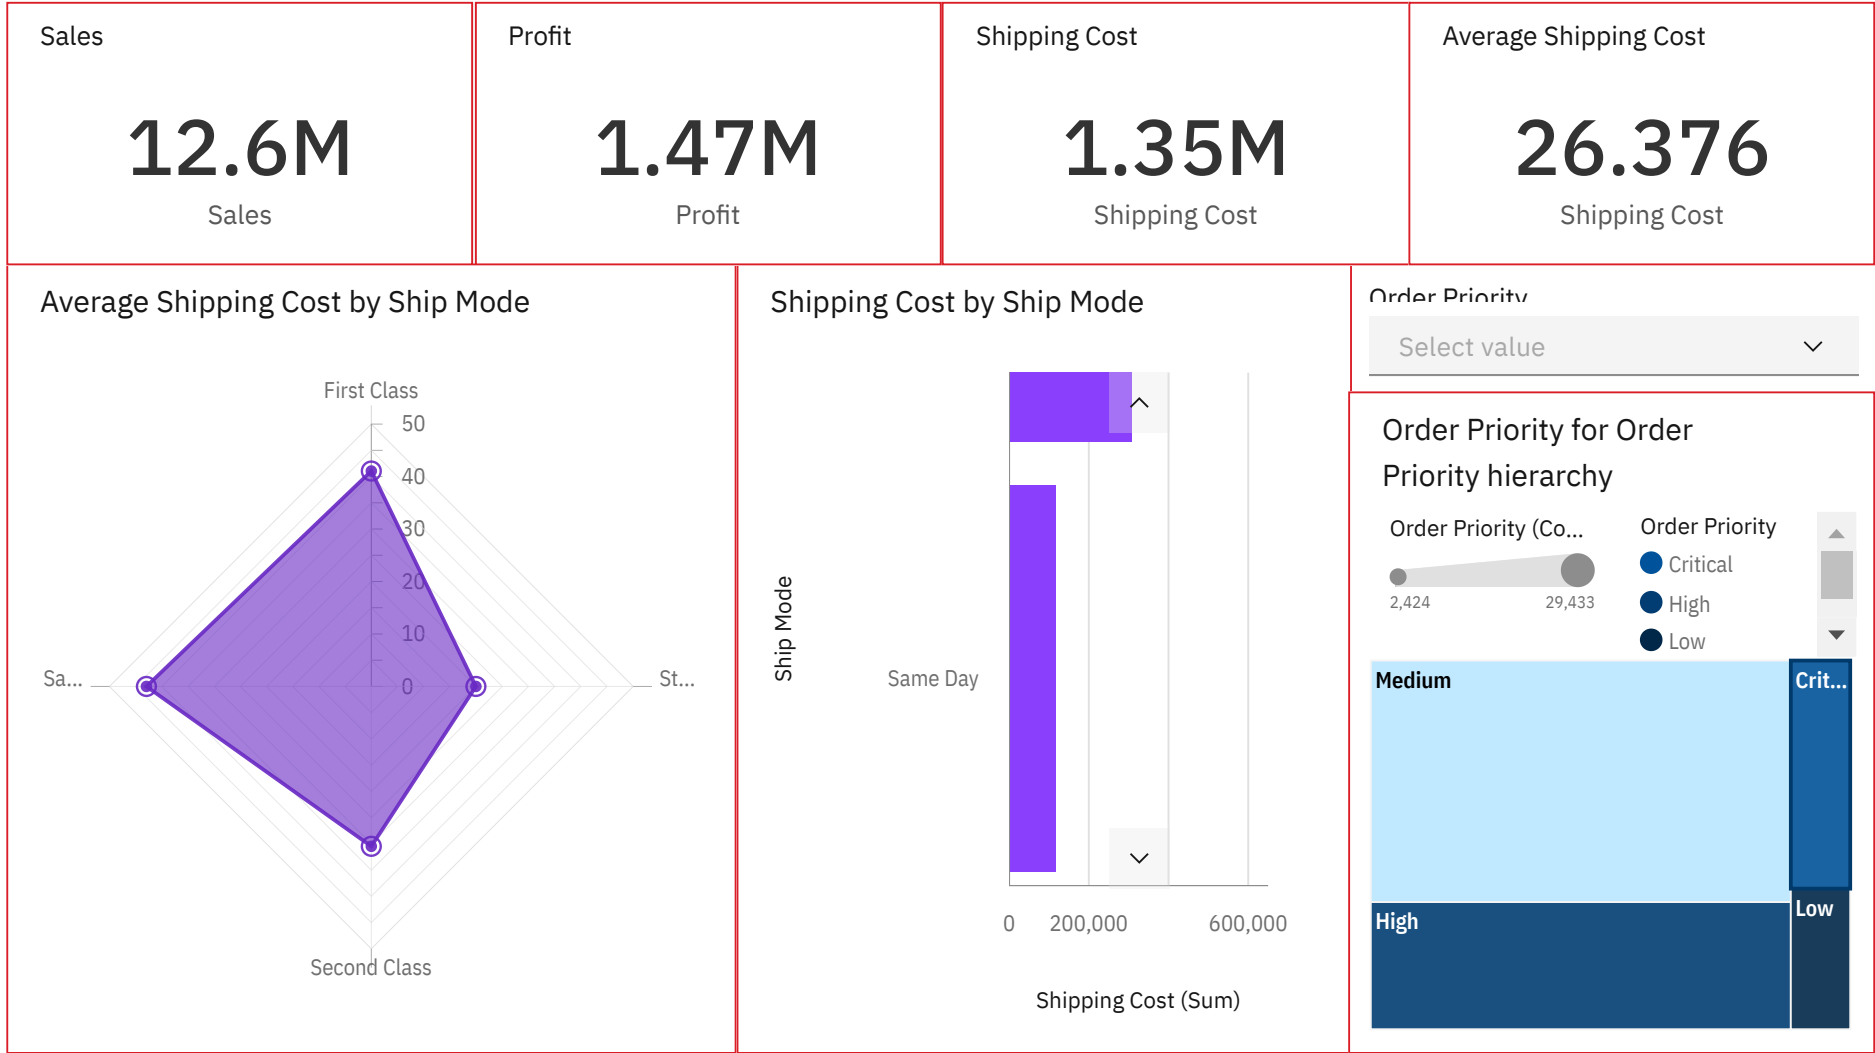 Sales
12.6M
Sales
Profit
1.47M
Profit
Shipping Cost
1.35M
Shipping Cost
Average Shipping Cost
26.376
Shipping Cost
Average Shipping Cost by Ship Mode
First Class
50
40
30
20
10
0
Sa...
St...
Second Class
Shipping Cost by Ship Mode
Ship Mode
Same Day
0
200,000
600,000
Shipping Cost (Sum)
Order Priority
Select value
Order Priority for Order
Priority hierarchy
Order Priority (Co...
2,424
29,433
Order Priority
Critical
High
Low
Medium
Crit...
High
Low